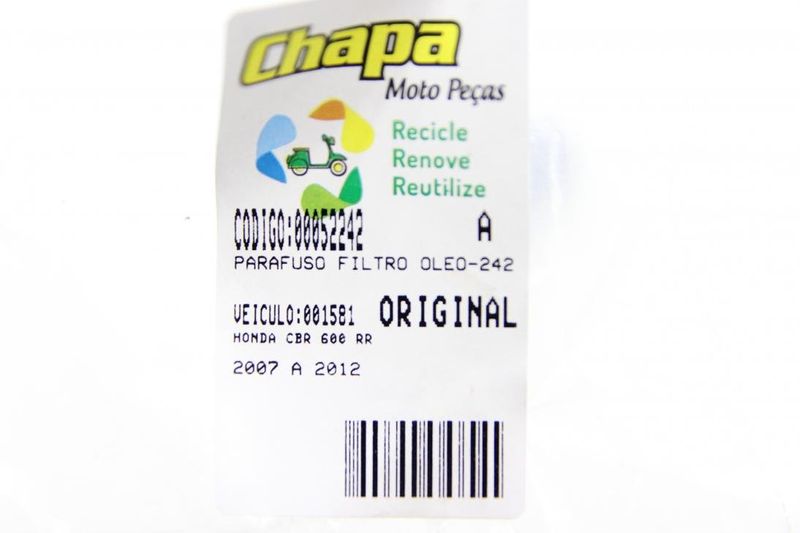 Chapa
Moto Peças
Recicle
Renove
Reutilize
CODIGO:00052242 A
PARAFUSO FILTRO OLEO-242
VEICULO:001581 ORIGINAL
HONDA CBR 600 RR
2007 A 2012